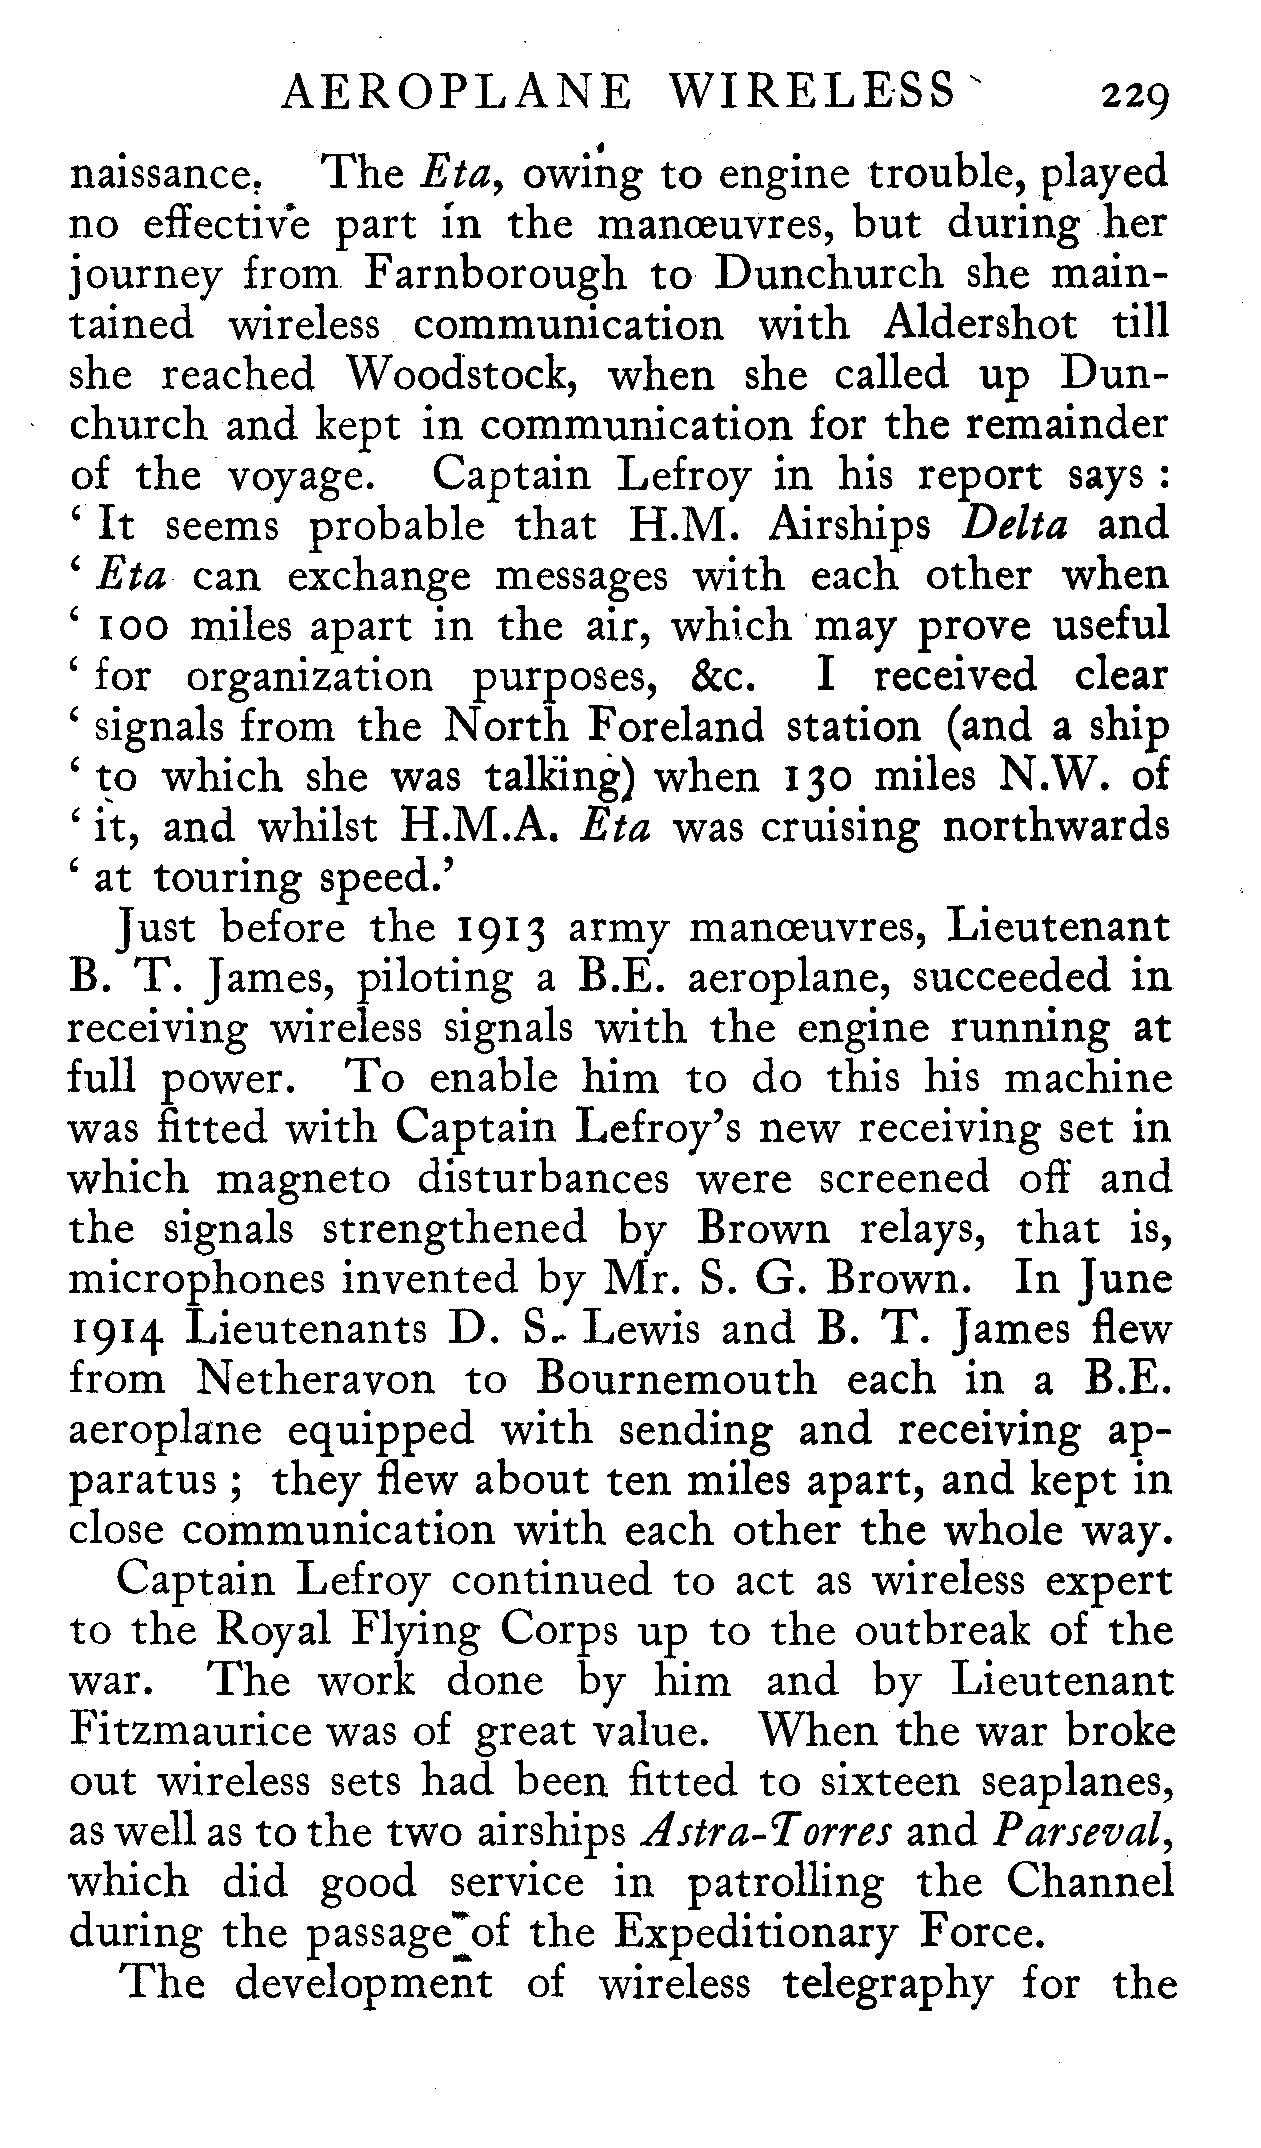 AEROPLANE WIRELESS 229
naissance. The Eta, owing to engine trouble, played
no effective part in the manœuvres, but during her
journey from Farnborough to Dunchurch she main-
tained wireless communication with Aldershot till
she reached Woodstock, when she called up Dun-
church and kept in communication for the remainder
of the voyage. Captain Lefroy in his report says :
‘ It seems probable that H.M. Airships Delta and
‘ Eta can exchange messages with each other when
‘ 100 miles apart in the air, which may prove useful
‘ for organization purposes, &c. I received clear
‘ signals from the North Foreland station (and a ship
‘ to which she was talking) when 130 miles N.W. of
‘ it, and whilst H.M.A. Eta was cruising northwards
‘ at touring speed.’
Just before the 1913 army manœuvres, Lieutenant
B. T. James, piloting a B.E. aeroplane, succeeded in
receiving wireless signals with the engine running at
full power. To enable him to do this his machine
was fitted with Captain Lefroy’s new receiving set in
which magneto disturbances were screened off and
the signals strengthened by Brown relays, that is,
microphones invented by Mr. S. G. Brown. In June
1914 Lieutenants D. S. Lewis and B. T. James flew
from Netheravon to Bournemouth each in a B.E.
aeroplane equipped with sending and receiving ap-
paratus ; they flew about ten miles apart, and kept in
close communication with each other the whole way.
Captain Lefroy continued to act as wireless expert
to the Royal Flying Corps up to the outbreak of the
war. The work done by him and by Lieutenant
Fitzmaurice was of great value. When the war broke
out wireless sets had been fitted to sixteen seaplanes,
as well as to the two airships Astra-Torres and Parseval,
which did good service in patrolling the Channel
during the passage of the Expeditionary Force.
The development of wireless telegraphy for the